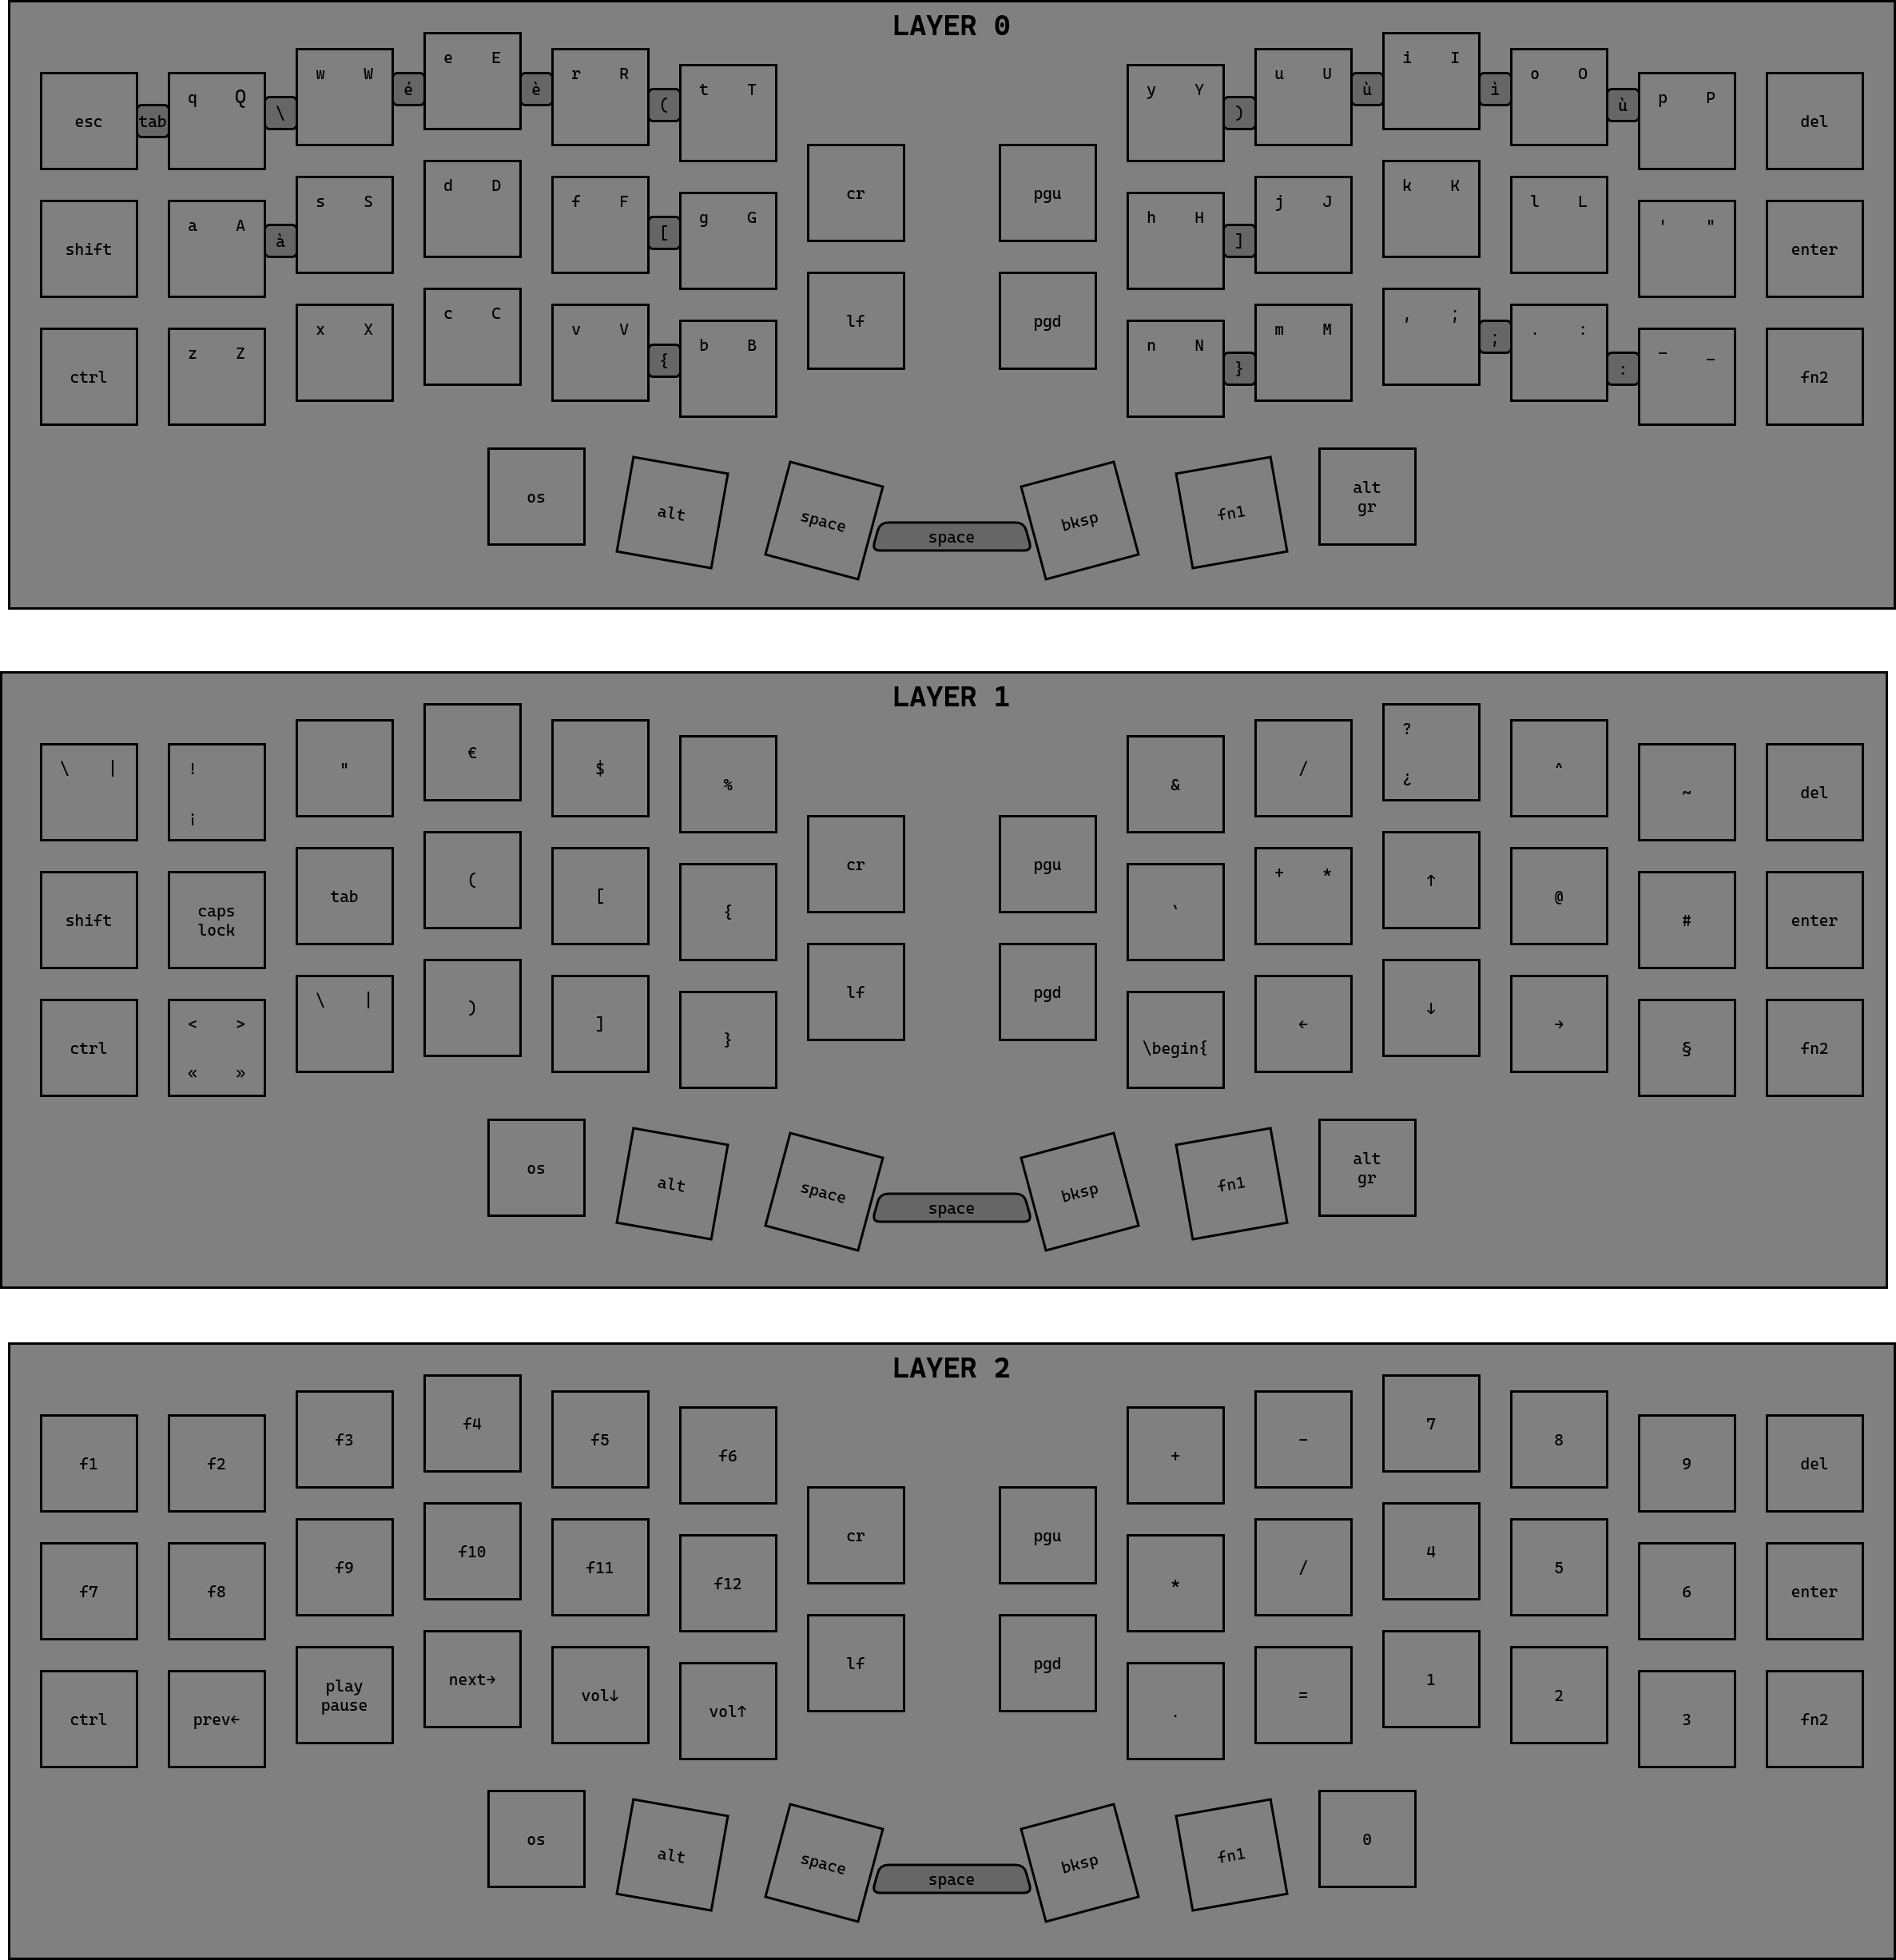 LAYER 0
esc tab q Q \ w W é e E è r R ( t T y Y ) u U ù i I ì o O ù p P del
cr pgu
shift a A à s S d D f F [ g G h H ] j J k K l L ' " enter
lf pgd
ctrl z Z x X c C v V { b B n N } m M , ; ; . : : - _ fn2
os alt space space bksp fn1 alt
gr
LAYER 1
\ | ! " € $ % & / ? ^ ~ del
¡ ¿
cr pgu
shift caps
lock tab ( [ { ` + * ↑ @ # enter
lf pgd
ctrl < > \ | ) ] } \begin{ ← ↓ → § fn2
« »
os alt space space bksp fn1 alt
gr
LAYER 2
f1 f2 f3 f4 f5 f6 + - 7 8 9 del
cr pgu
f7 f8 f9 f10 f11 f12 * / 4 5 6 enter
lf pgd
ctrl prev← play
pause next→ vol↓ vol↑ . = 1 2 3 fn2
os alt space space bksp fn1 0